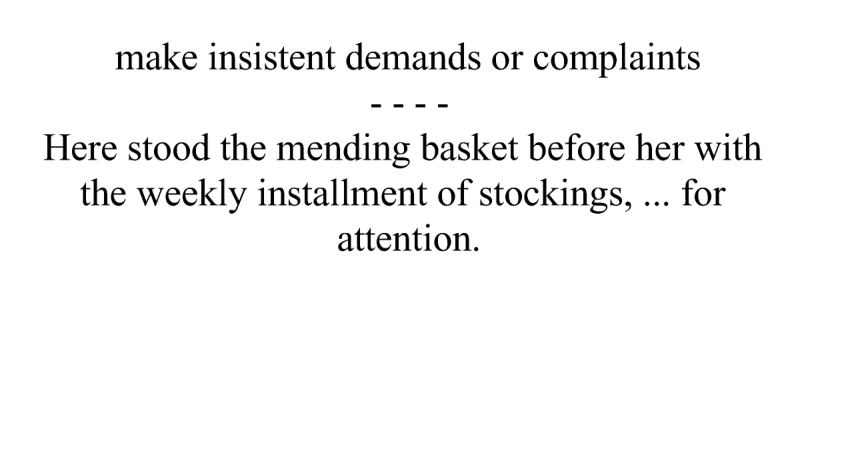 make insistent demands or complaints
- - - -
Here stood the mending basket before her with
the weekly installment of stockings, ... for
attention.